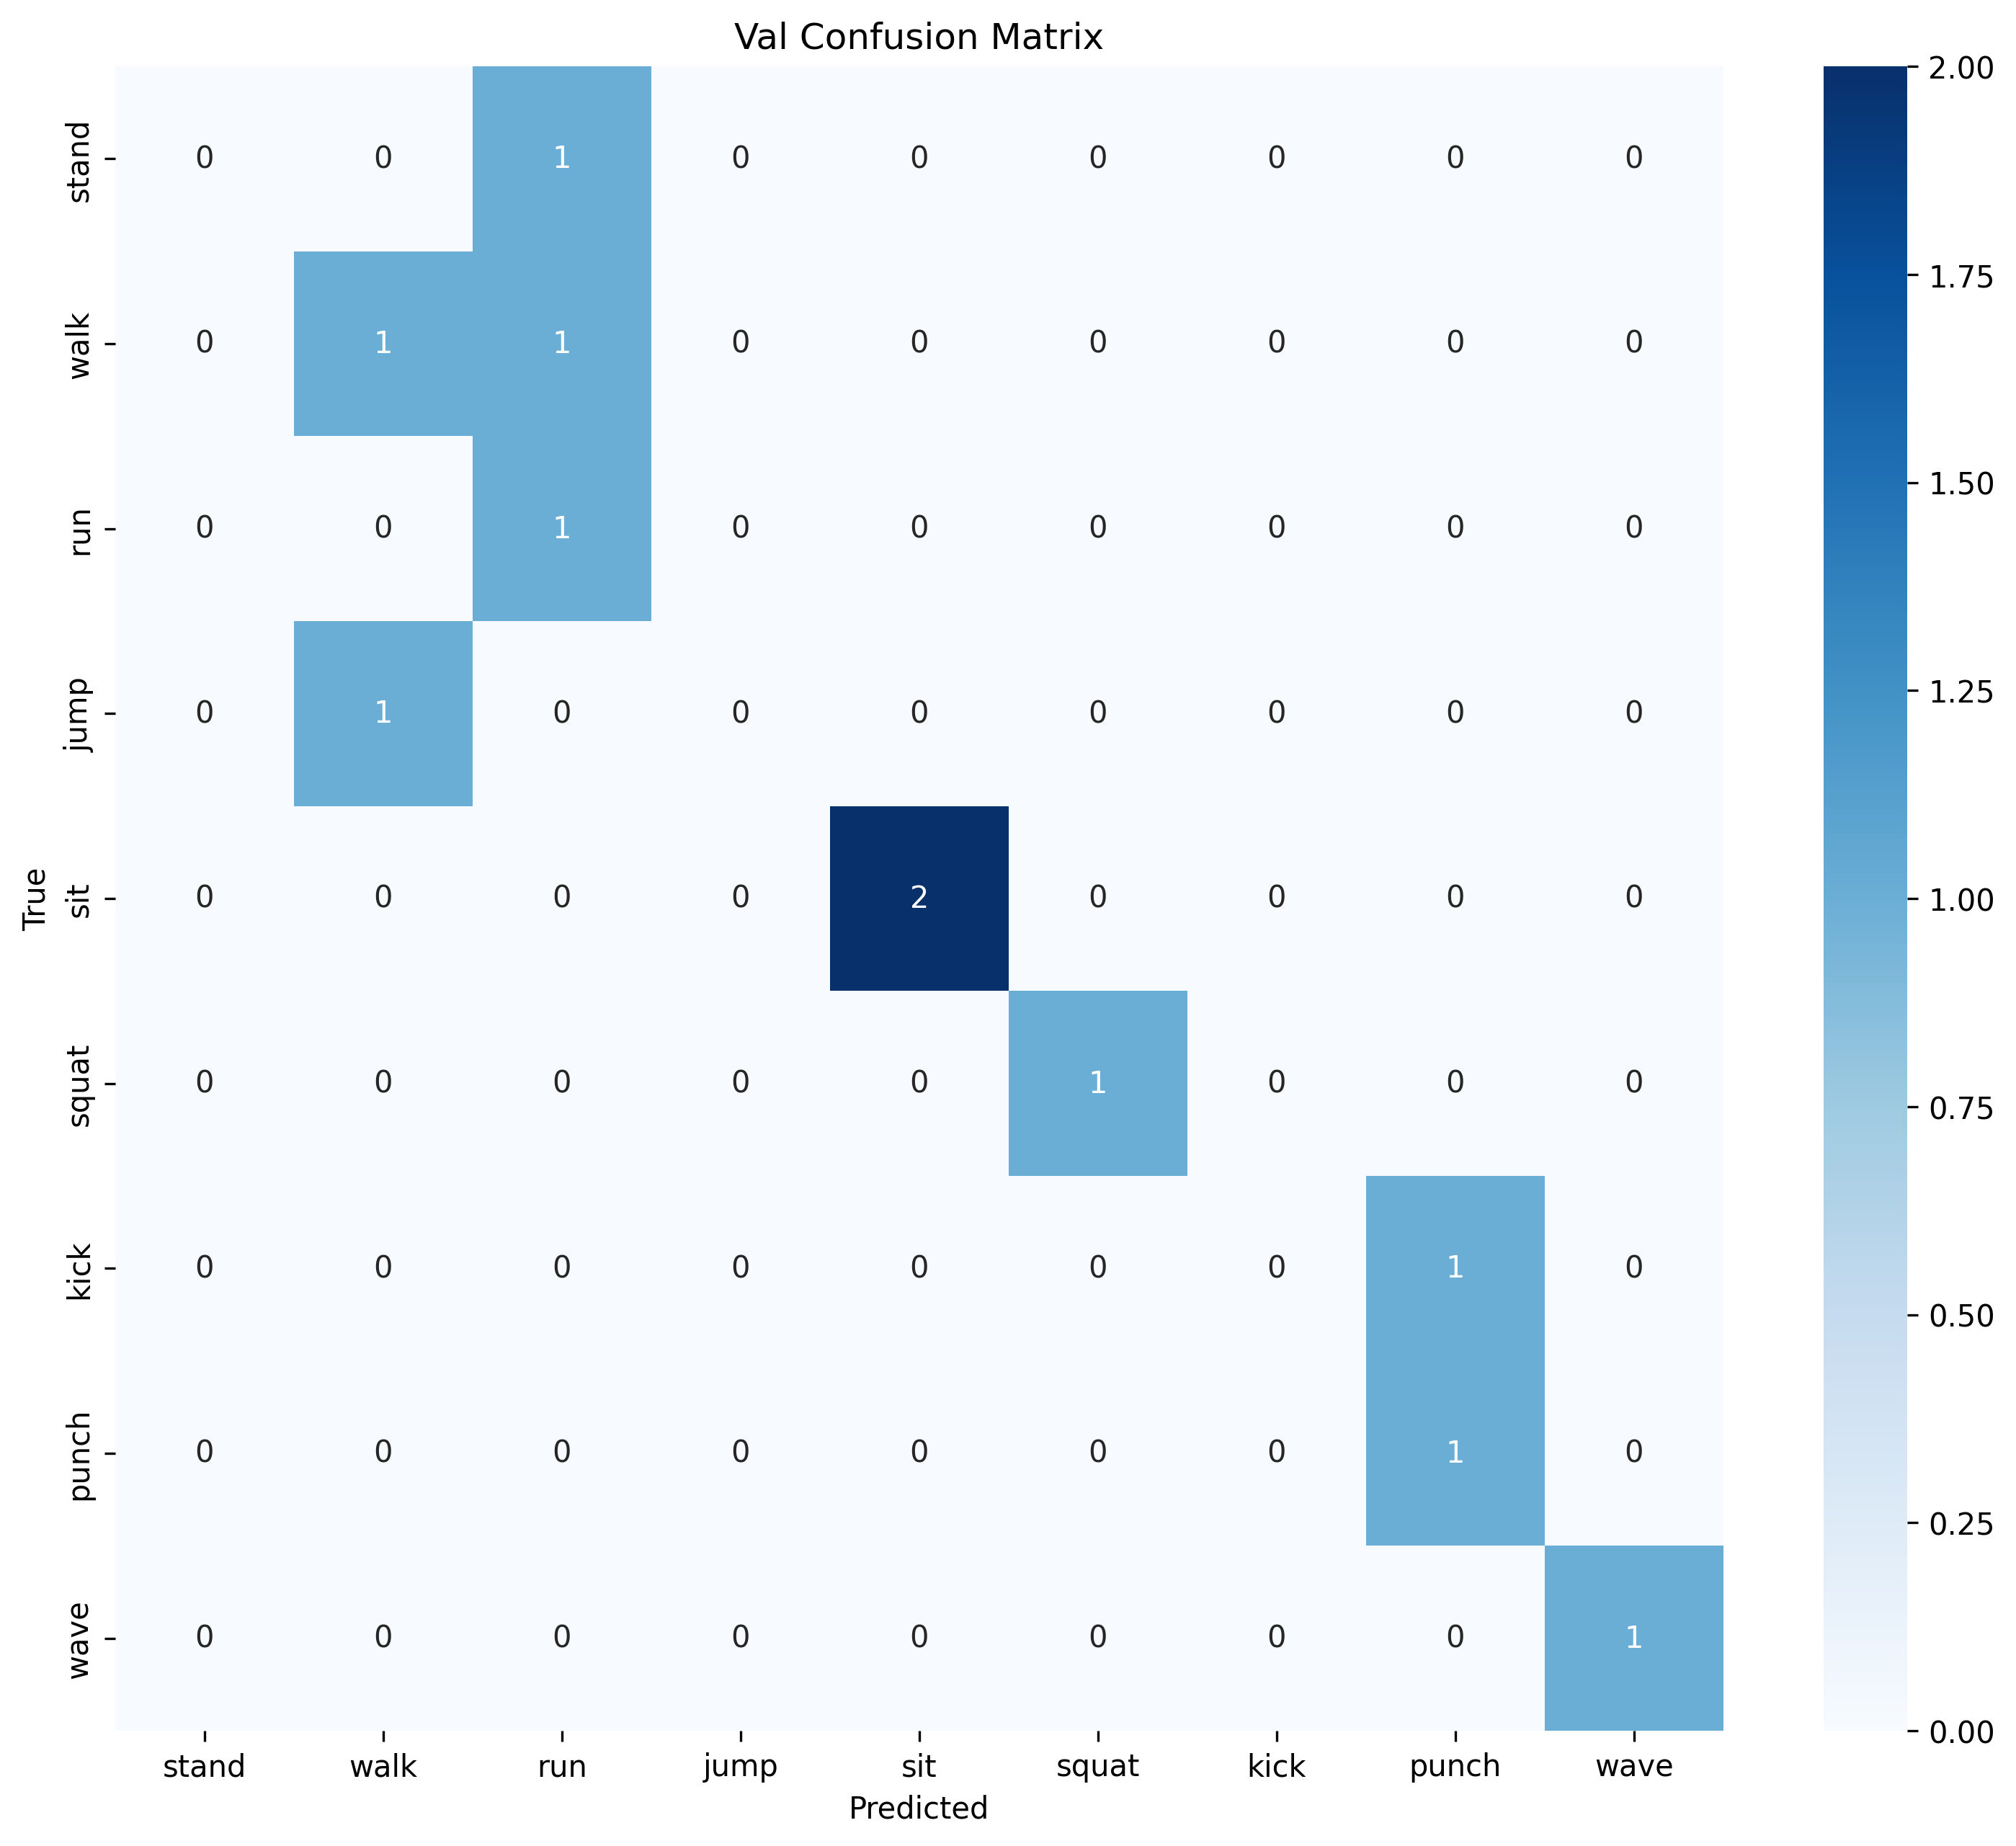 Val Confusion Matrix
stand 0 0 1 0 0 0 0 0 0
walk 0 1 1 0 0 0 0 0 0
run 0 0 1 0 0 0 0 0 0
jump 0 1 0 0 0 0 0 0 0
sit 0 0 0 0 2 0 0 0 0
squat 0 0 0 0 0 1 0 0 0
kick 0 0 0 0 0 0 0 1 0
punch 0 0 0 0 0 0 0 1 0
wave 0 0 0 0 0 0 0 0 1
stand walk run jump sit squat kick punch wave
Predicted
True
2.00
1.75
1.50
1.25
1.00
0.75
0.50
0.25
0.00